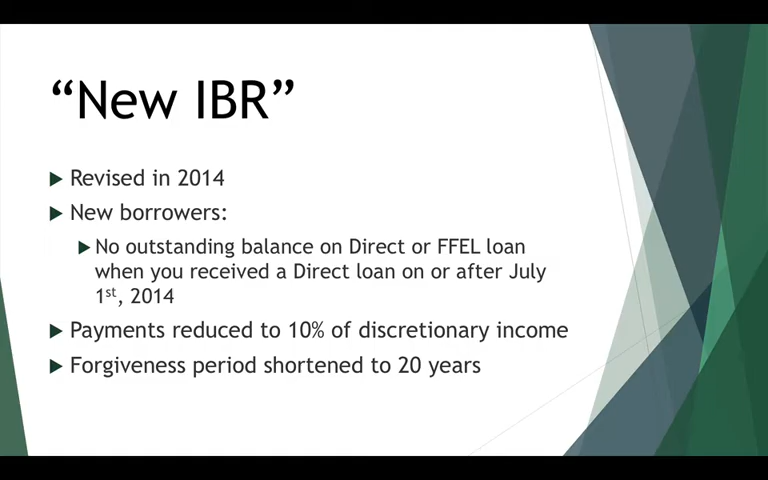 “New IBR”
Revised in 2014
New borrowers:
No outstanding balance on Direct or FFEL loan
when you received a Direct loan on or after July
1st, 2014
Payments reduced to 10% of discretionary income
Forgiveness period shortened to 20 years